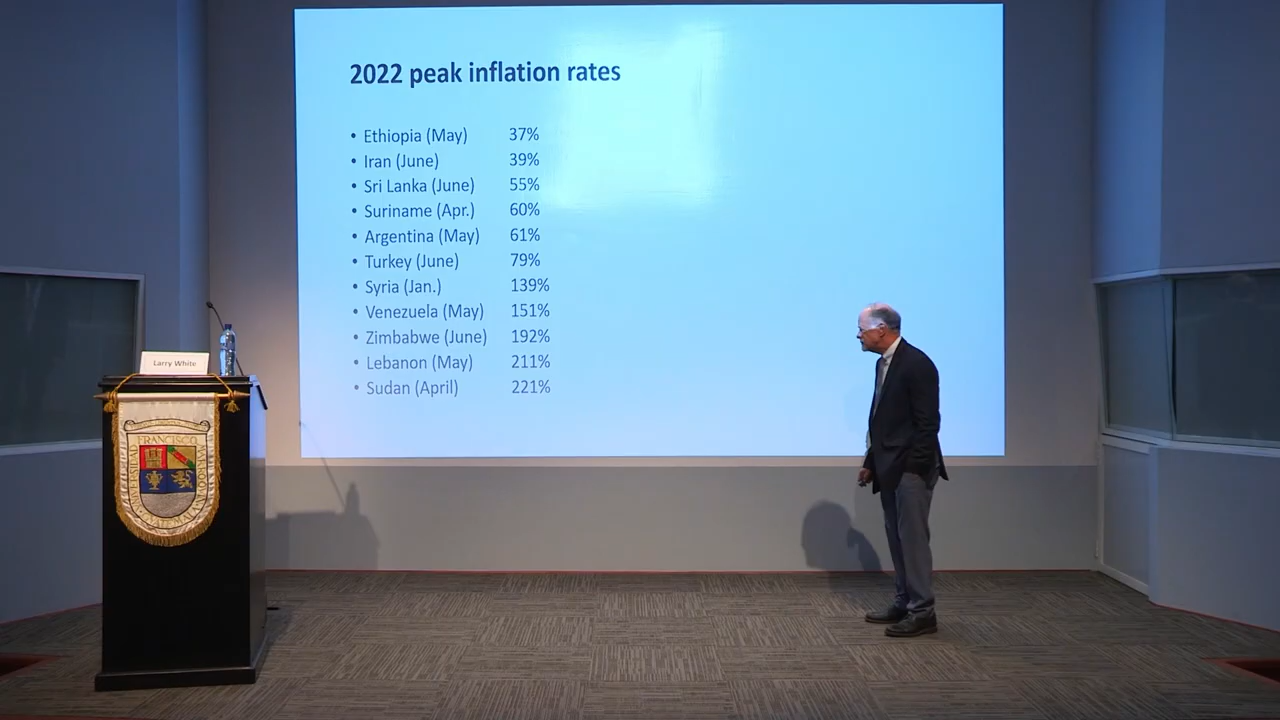 2022 peak inflation rates
• Ethiopia (May) 37%
• Iran (June) 39%
• Sri Lanka (June) 55%
• Suriname (Apr.) 60%
• Argentina (May) 61%
• Turkey (June) 79%
• Syria (Jan.) 139%
• Venezuela (May) 151%
• Zimbabwe (June) 192%
• Lebanon (May) 211%
• Sudan (April) 221%
Larry White
FRANCISCO